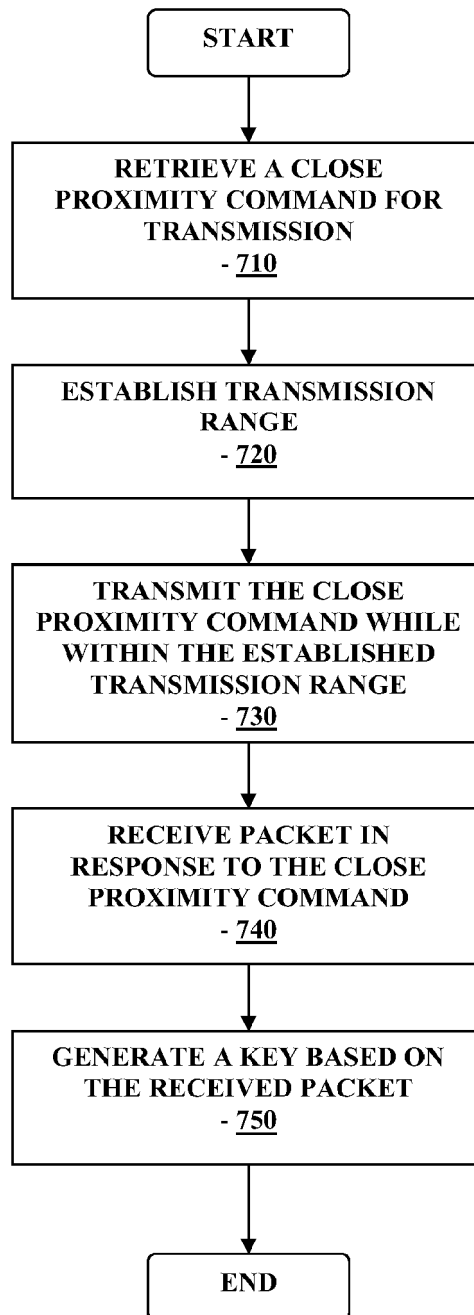 START
RETRIEVE A CLOSE
PROXIMITY COMMAND FOR
TRANSMISSION
- 710
ESTABLISH TRANSMISSION
RANGE
- 720
TRANSMIT THE CLOSE
PROXIMITY COMMAND WHILE
WITHIN THE ESTABLISHED
TRANSMISSION RANGE
- 730
RECEIVE PACKET IN
RESPONSE TO THE CLOSE
PROXIMITY COMMAND
- 740
GENERATE A KEY BASED ON
THE RECEIVED PACKET
- 750
END